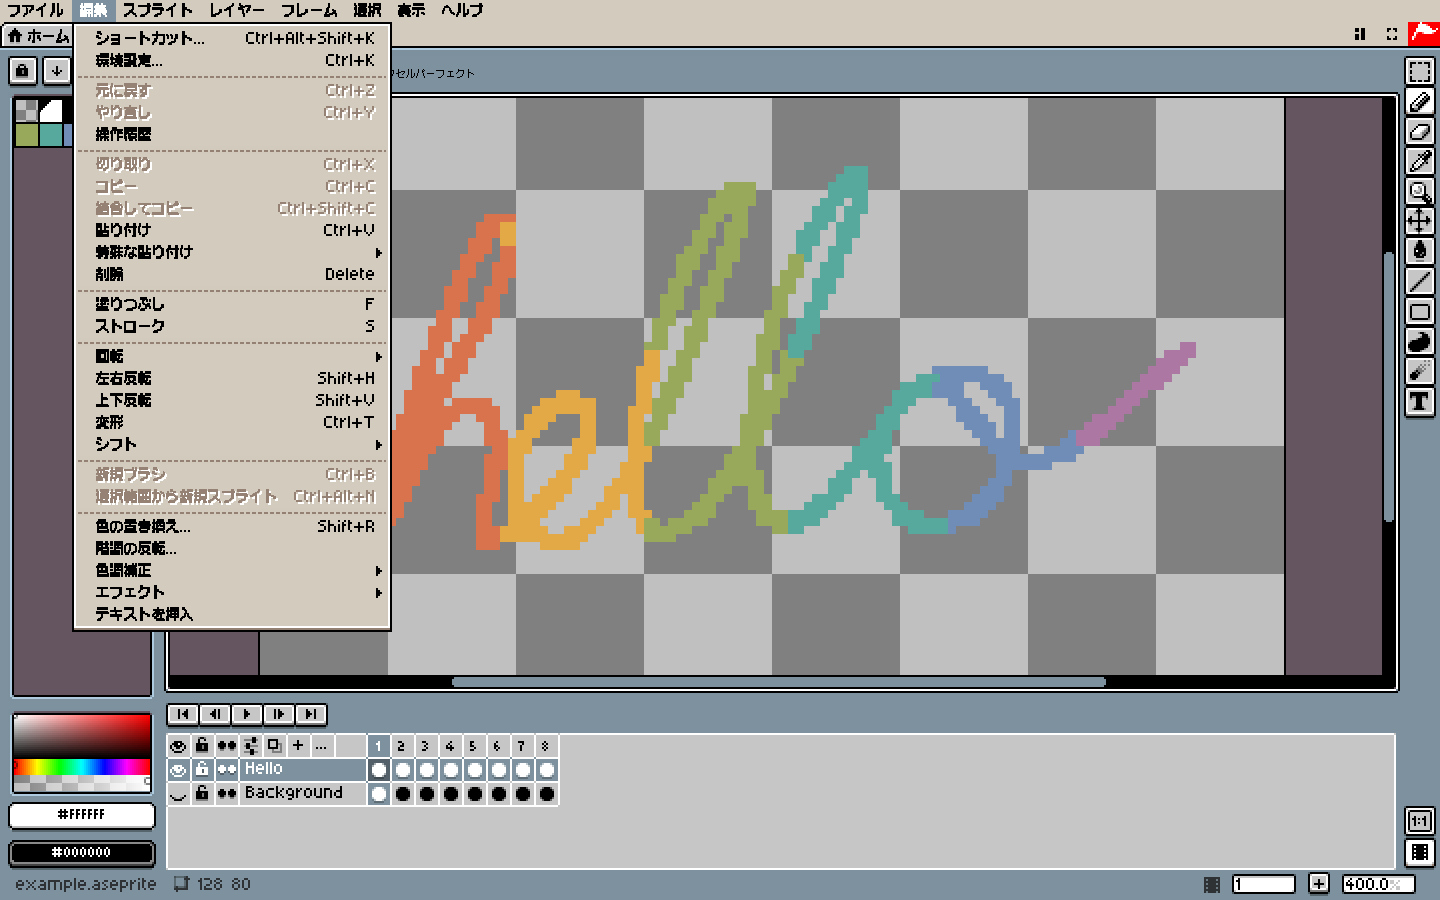 ファイル 編集 スプライト レイヤー フレーム 選択 表示 ヘルプ
ホーム
クセルパーフェクト
ショートカット... Ctrl+Alt+Shift+K
環境設定... Ctrl+K
元に戻す Ctrl+Z
やり直し Ctrl+Y
操作履歴
切り取り Ctrl+X
コピー Ctrl+C
結合してコピー Ctrl+Shift+C
貼り付け Ctrl+V
特殊な貼り付け
削除 Delete
塗りつぶし F
ストローク S
回転
左右反転 Shift+H
上下反転 Shift+V
変形 Ctrl+T
シフト
新規ブラシ Ctrl+B
選択範囲から新規スプライト Ctrl+Alt+N
色の置き換え... Shift+R
階調の反転...
色調補正
エフェクト
テキストを挿入
hello
T
1 2 3 4 5 6 7 8
Hello
Background
#FFFFFF
#000000
1:1
example.aseprite 128 80
1 + 400.0%